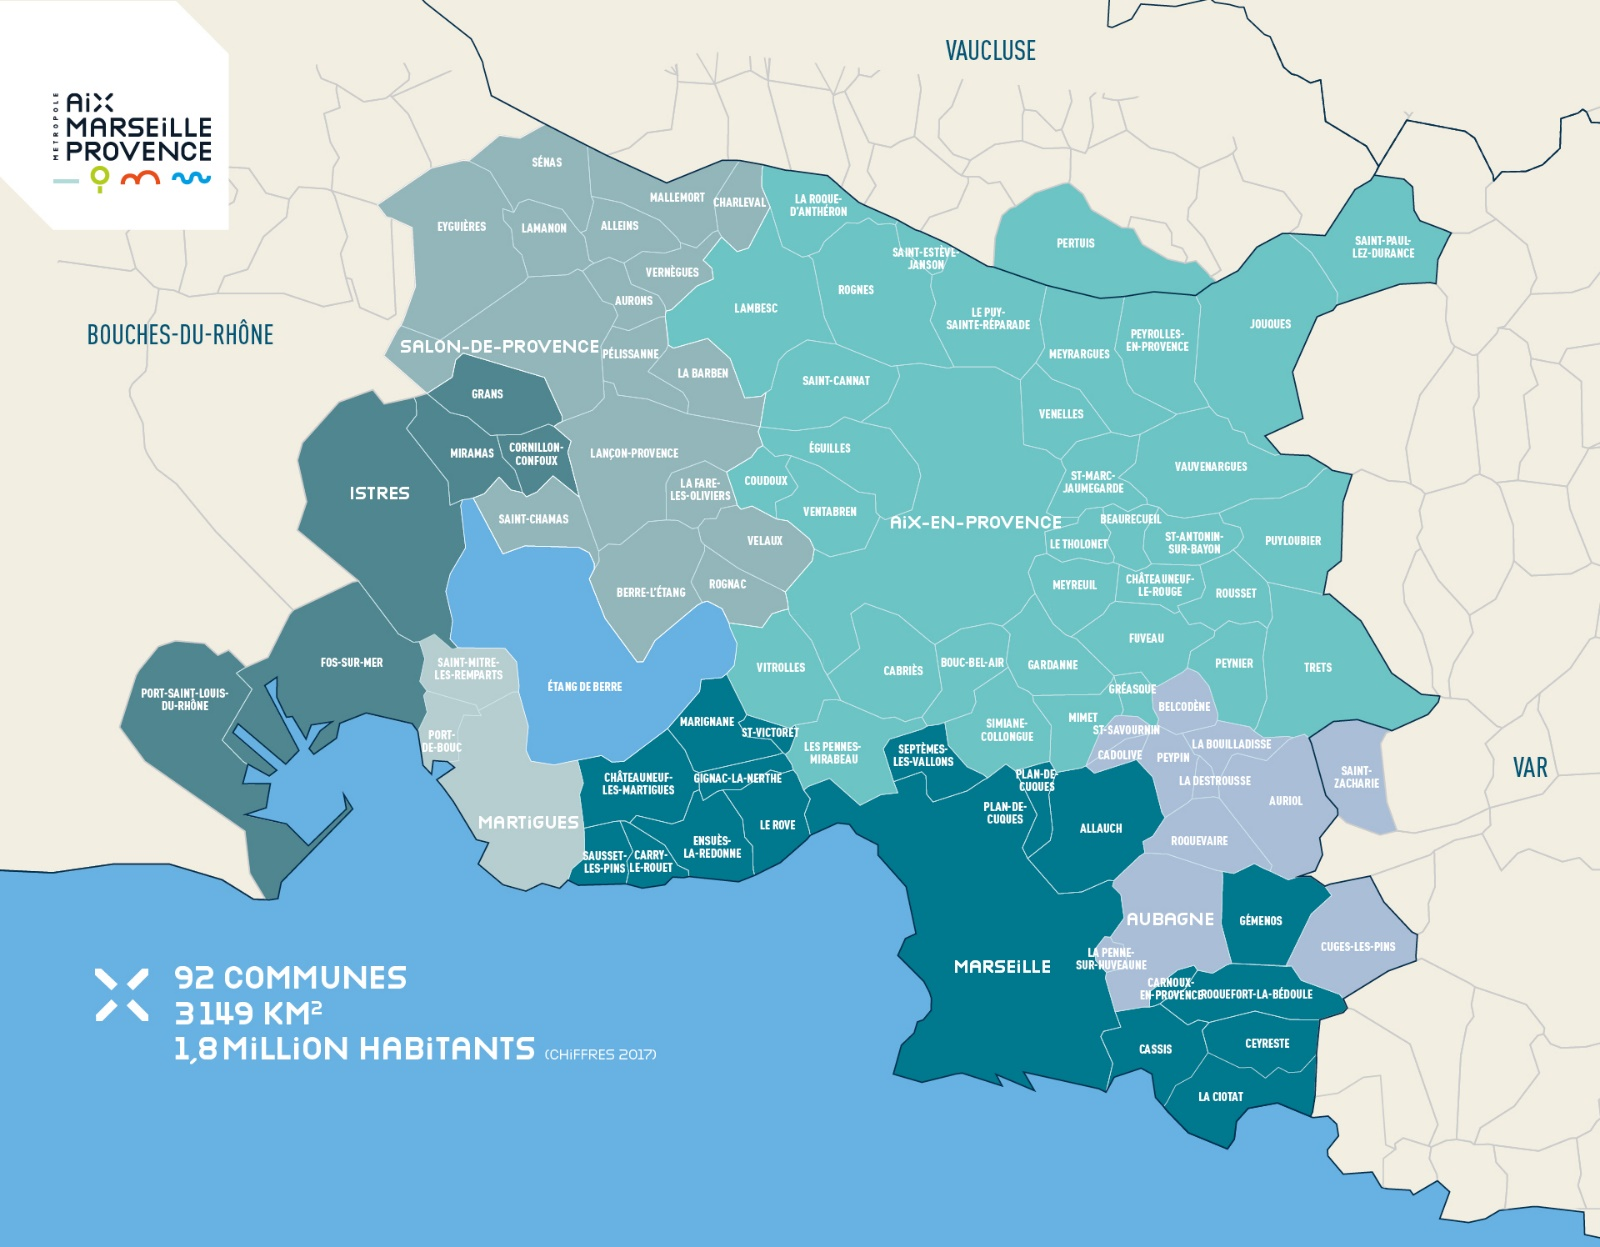 MÉTROPOLE
AiX
MARSEiLLE
PROVENCE
VAUCLUSE
BOUCHES-DU-RHÔNE
VAR
SÉNAS
MALLEMORT
CHARLEVAL
EYGUIÈRES
LAMANON
ALLEINS
VERNÈGUES
AURONS
SALON-DE-PROVENCE
PÉLISSANNE
LA BARBEN
LANÇON-PROVENCE
LA FARE-
LES-OLIVIERS
SAINT-CHAMAS
VELAUX
BERRE-L'ÉTANG
ROGNAC
GRANS
MIRAMAS
CORNILLON-
CONFOUX
ISTRES
FOS-SUR-MER
PORT-SAINT-LOUIS-
DU-RHÔNE
SAINT-MITRE-
LES-REMPARTS
PORT-
DE-BOUC
MARTiGUES
ÉTANG DE BERRE
LA ROQUE-
D'ANTHÉRON
SAINT-ESTÈVE-
JANSON
ROGNES
LAMBESC
LE PUY-
SAINTE-RÉPARADE
PERTUIS
SAINT-PAUL-
LEZ-DURANCE
JOUQUES
PEYROLLES-
EN-PROVENCE
MEYRARGUES
SAINT-CANNAT
VENELLES
ÉGUILLES
COUDOUX
VENTABREN
AiX-EN-PROVENCE
ST-MARC-
JAUMEGARDE
VAUVENARGUES
BEAURECUEIL
LE THOLONET
ST-ANTONIN-
SUR-BAYON
PUYLOUBIER
MEYREUIL
CHÂTEAUNEUF-
LE-ROUGE
ROUSSET
FUVEAU
VITROLLES
CABRIÈS
BOUC-BEL-AIR
GARDANNE
PEYNIER
TRETS
GRÉASQUE
MIMET
SIMIANE-
COLLONGUE
LES PENNES-
MIRABEAU
BELCODÈNE
ST-SAVOURNIN
CADOLIVE
PEYPIN
LA BOUILLADISSE
LA DESTROUSSE
AURIOL
SAINT-
ZACHARIE
ROQUEVAIRE
AUBAGNE
LA PENNE-
SUR-HUVEAUNE
CUGES-LES-PINS
MARIGNANE
ST-VICTORET
CHÂTEAUNEUF-
LES-MARTIGUES
GIGNAC-LA-NERTHE
LE ROVE
ENSUÈS-
LA-REDONNE
SAUSSET-
LES-PINS
CARRY-
LE-ROUET
SEPTÈMES-
LES-VALLONS
PLAN-DE-
CUQUES
PLAN-DE-
CUQUES
ALLAUCH
MARSEiLLE
GÉMENOS
CARNOUX-
EN-PROVENCE
ROQUEFORT-LA-BÉDOULE
CASSIS
CEYRESTE
LA CIOTAT
92 COMMUNES
3 149 KM²
1,8 MiLLiON HABiTANTS (CHiFFRES 2017)